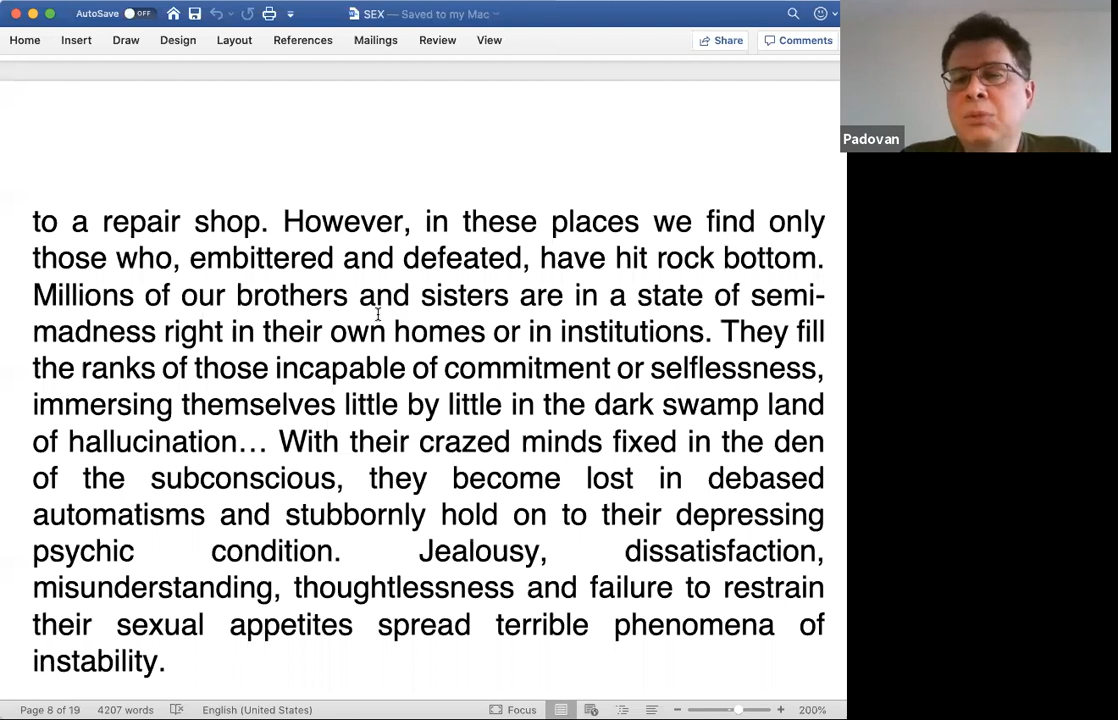 AutoSave OFF
SEX — Saved to my Mac
Home Insert Draw Design Layout References Mailings Review View Share Comments
Padovan
to a repair shop. However, in these places we find only
those who, embittered and defeated, have hit rock bottom.
Millions of our brothers and sisters are in a state of semi-
madness right in their own homes or in institutions. They fill
the ranks of those incapable of commitment or selflessness,
immersing themselves little by little in the dark swamp land
of hallucination… With their crazed minds fixed in the den
of the subconscious, they become lost in debased
automatisms and stubbornly hold on to their depressing
psychic condition. Jealousy, dissatisfaction,
misunderstanding, thoughtlessness and failure to restrain
their sexual appetites spread terrible phenomena of
instability.
Page 8 of 19 4207 words English (United States) Focus 200%